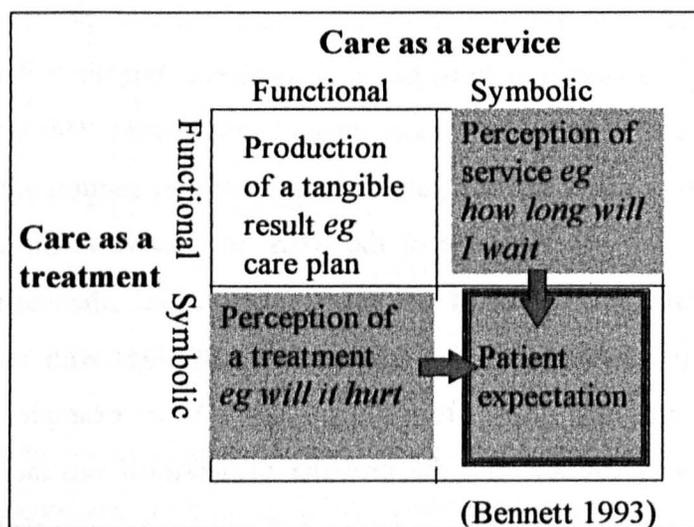 Care as a service
Functional
Symbolic
Care as a
treatment
Functional
Symbolic
Production
of a tangible
result eg
care plan
Perception of
service eg
how long will
I wait
Perception of
a treatment
eg will it hurt
Patient
expectation
(Bennett 1993)